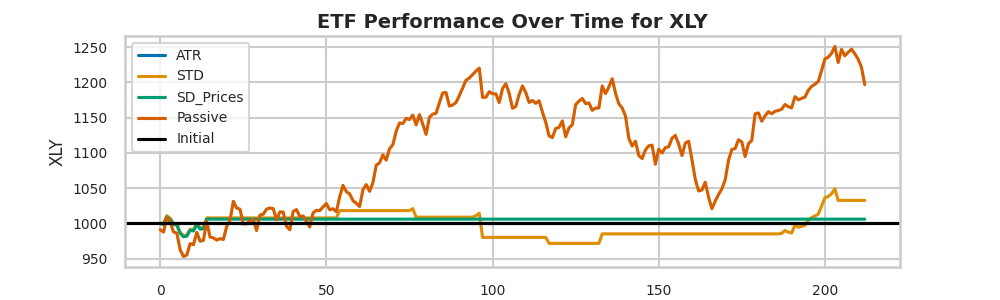 ETF Performance Over Time for XLY
XLY
1250
1200
1150
1100
1050
1000
950
ATR
STD
SD_Prices
Passive
Initial
0
50
100
150
200